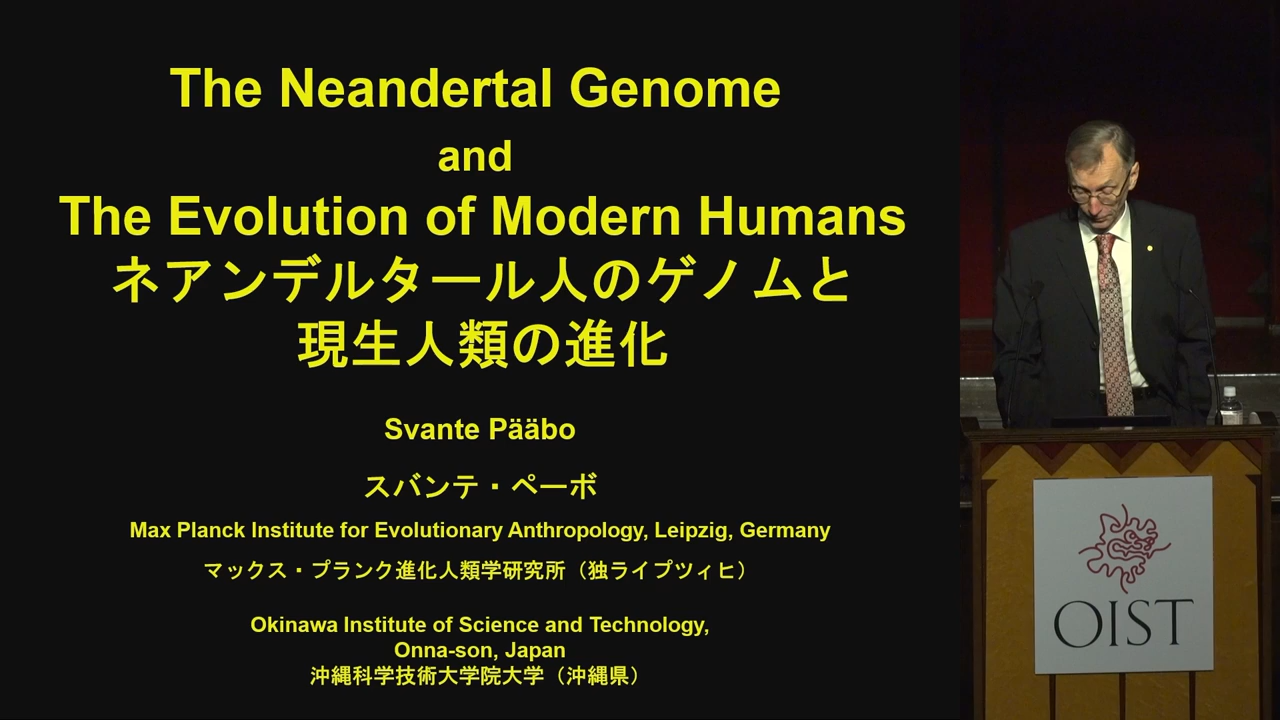 The Neandertal Genome
and
The Evolution of Modern Humans
ネアンデルタール人のゲノムと
現生人類の進化
Svante Pääbo
スバンテ・ペーボ
Max Planck Institute for Evolutionary Anthropology, Leipzig, Germany
マックス・プランク進化人類学研究所（独ライプツィヒ）
Okinawa Institute of Science and Technology,
Onna-son, Japan
沖縄科学技術大学院大学（沖縄県）
OIST